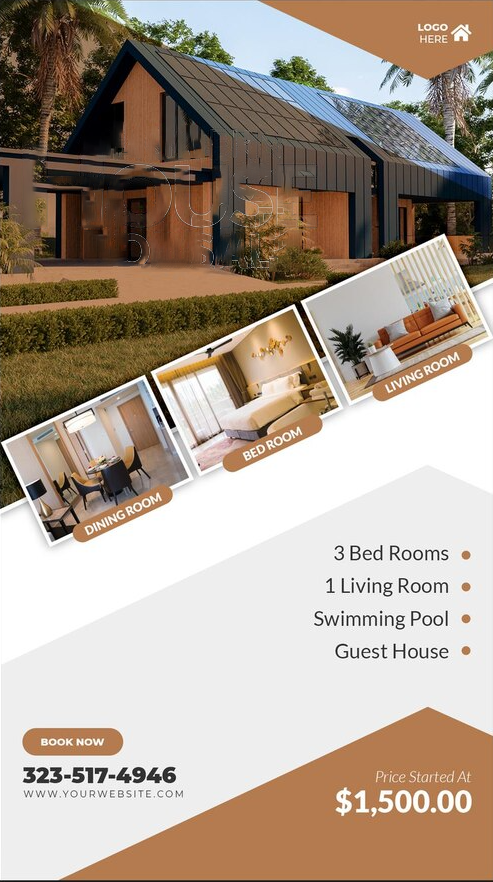 LOGO
HERE
LIVING ROOM
BED ROOM
DINING ROOM
3 Bed Rooms
1 Living Room
Swimming Pool
Guest House
BOOK NOW
323-517-4946
WWW.YOURWEBSITE.COM
Price Started At
$1,500.00